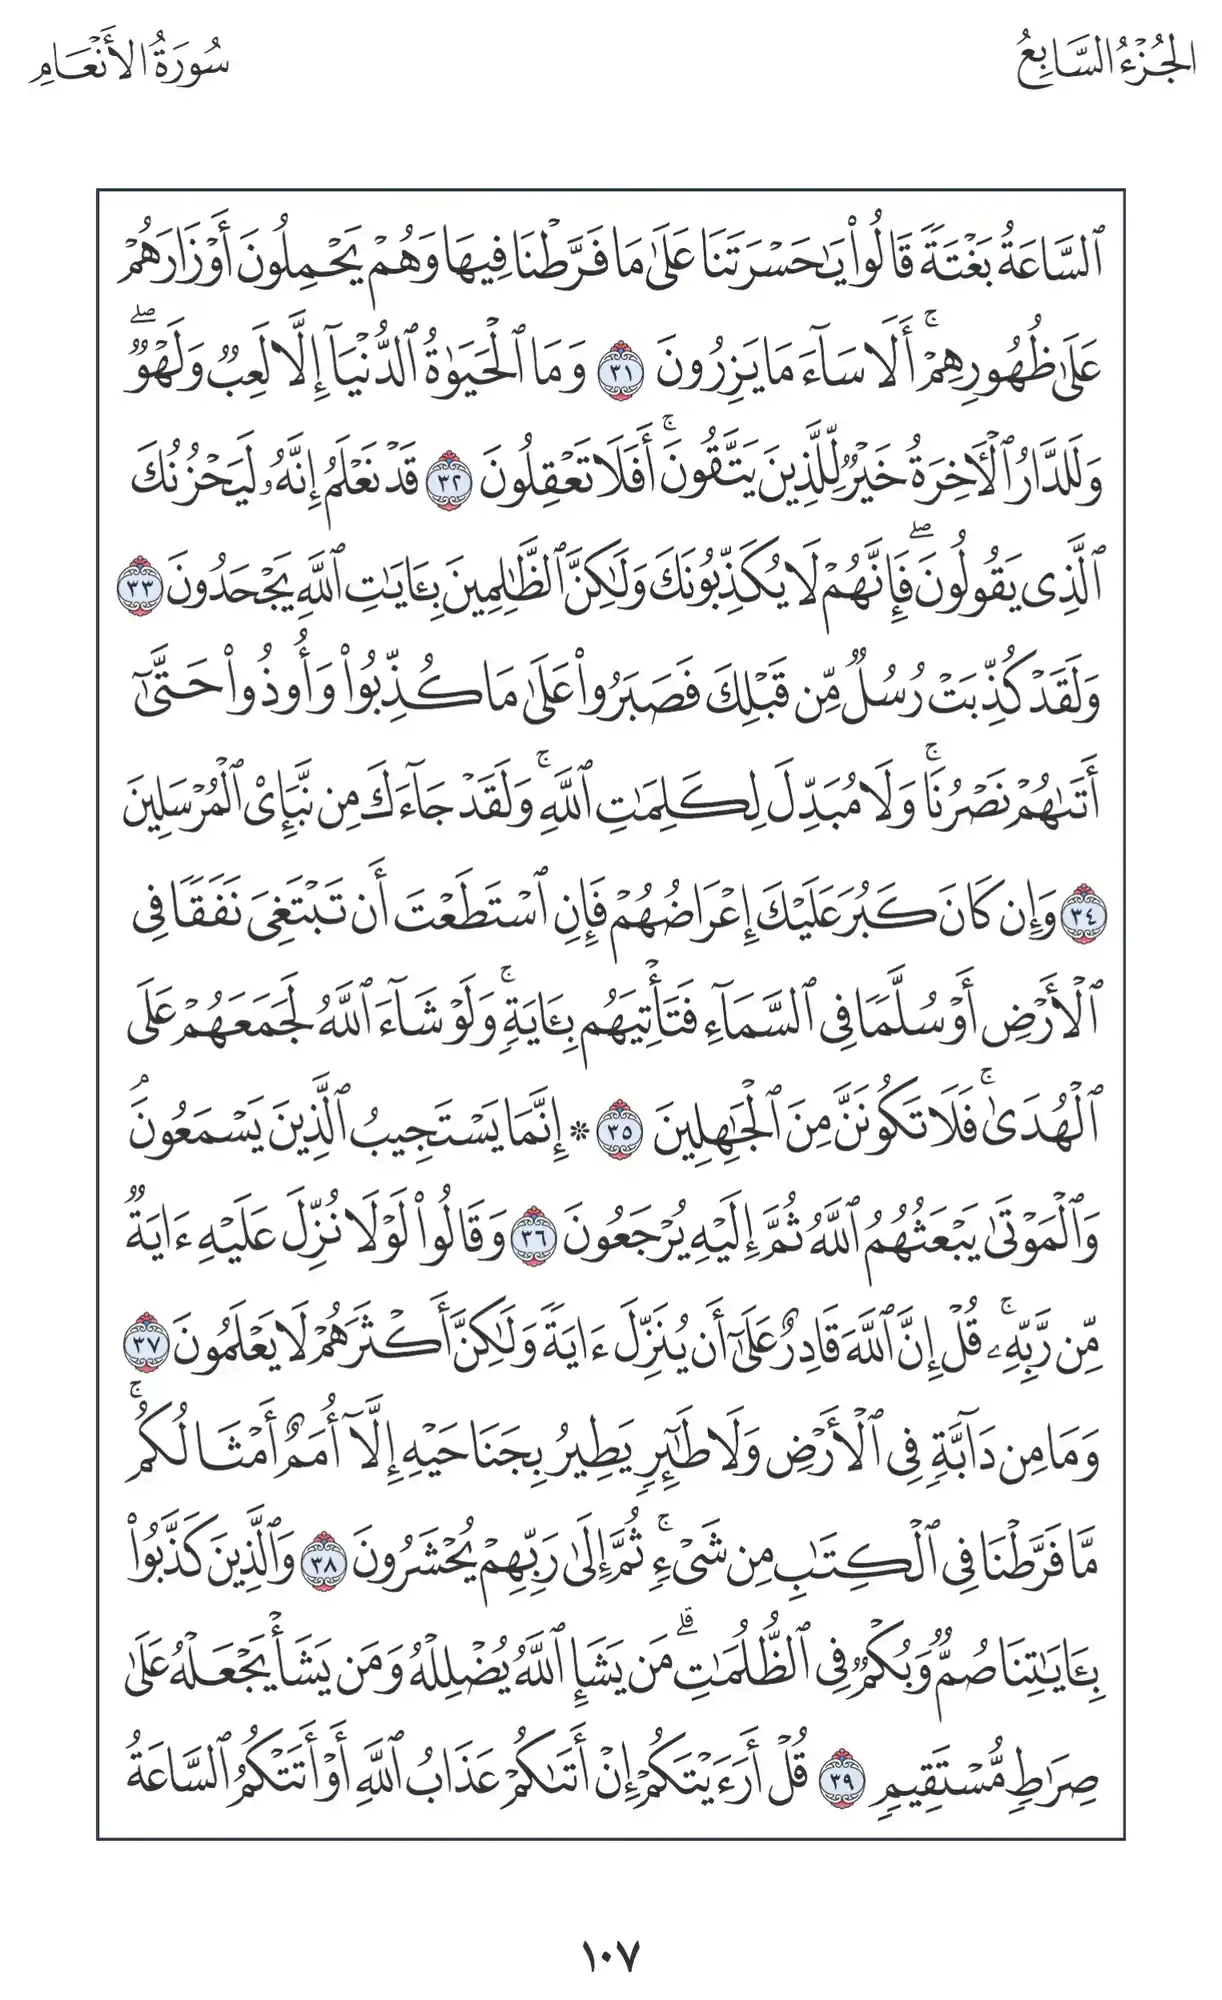 الجُزْءُ السَّابِعُ
سُورَةُ الأَنْعَامِ
ٱلسَّاعَةُ بَغْتَةً قَالُوا۟ يَـٰحَسْرَتَنَا عَلَىٰ مَا فَرَّطْنَا فِيهَا وَهُمْ يَحْمِلُونَ أَوْزَارَهُمْ
عَلَىٰ ظُهُورِهِمْ ۚ أَلَا سَآءَ مَا يَزِرُونَ ٣١ وَمَا ٱلْحَيَوٰةُ ٱلدُّنْيَآ إِلَّا لَعِبٌ وَلَهْوٌ ۖ
وَلَلدَّارُ ٱلْـَٔاخِرَةُ خَيْرٌ لِّلَّذِينَ يَتَّقُونَ ۚ أَفَلَا تَعْقِلُونَ ٣٢ قَدْ نَعْلَمُ إِنَّهُۥ لَيَحْزُنُكَ
ٱلَّذِى يَقُولُونَ ۖ فَإِنَّهُمْ لَا يُكَذِّبُونَكَ وَلَـٰكِنَّ ٱلظَّـٰلِمِينَ بِـَٔايَـٰتِ ٱللَّهِ يَجْحَدُونَ ٣٣
وَلَقَدْ كُذِّبَتْ رُسُلٌ مِّن قَبْلِكَ فَصَبَرُوا۟ عَلَىٰ مَا كُذِّبُوا۟ وَأُوذُوا۟ حَتَّىٰٓ
أَتَىٰهُمْ نَصْرُنَا ۚ وَلَا مُبَدِّلَ لِكَلِمَـٰتِ ٱللَّهِ ۚ وَلَقَدْ جَآءَكَ مِن نَّبَإِى۟ ٱلْمُرْسَلِينَ
٣٤ وَإِن كَانَ كَبُرَ عَلَيْكَ إِعْرَاضُهُمْ فَإِنِ ٱسْتَطَعْتَ أَن تَبْتَغِىَ نَفَقًا فِى
ٱلْأَرْضِ أَوْ سُلَّمًا فِى ٱلسَّمَآءِ فَتَأْتِيَهُم بِـَٔايَةٍ ۚ وَلَوْ شَآءَ ٱللَّهُ لَجَمَعَهُمْ عَلَى
ٱلْهُدَىٰ ۚ فَلَا تَكُونَنَّ مِنَ ٱلْجَـٰهِلِينَ ٣٥ * إِنَّمَا يَسْتَجِيبُ ٱلَّذِينَ يَسْمَعُونَ ۘ
وَٱلْمَوْتَىٰ يَبْعَثُهُمُ ٱللَّهُ ثُمَّ إِلَيْهِ يُرْجَعُونَ ٣٦ وَقَالُوا۟ لَوْلَا نُزِّلَ عَلَيْهِ ءَايَةٌ
مِّن رَّبِّهِۦ ۚ قُلْ إِنَّ ٱللَّهَ قَادِرٌ عَلَىٰٓ أَن يُنَزِّلَ ءَايَةً وَلَـٰكِنَّ أَكْثَرَهُمْ لَا يَعْلَمُونَ ٣٧
وَمَا مِن دَآبَّةٍ فِى ٱلْأَرْضِ وَلَا طَـٰٓئِرٍ يَطِيرُ بِجَنَاحَيْهِ إِلَّآ أُمَمٌ أَمْثَالُكُم ۚ
مَّا فَرَّطْنَا فِى ٱلْكِتَـٰبِ مِن شَىْءٍ ۚ ثُمَّ إِلَىٰ رَبِّهِمْ يُحْشَرُونَ ٣٨ وَٱلَّذِينَ كَذَّبُوا۟
بِـَٔايَـٰتِنَا صُمٌّ وَبُكْمٌ فِى ٱلظُّلُمَـٰتِ ۗ مَن يَشَإِ ٱللَّهُ يُضْلِلْهُ وَمَن يَشَأْ يَجْعَلْهُ عَلَىٰ
صِرَٰطٍ مُّسْتَقِيمٍ ٣٩ قُلْ أَرَءَيْتَكُمْ إِنْ أَتَىٰكُمْ عَذَابُ ٱللَّهِ أَوْ أَتَتْكُمُ ٱلسَّاعَةُ
١٠٧